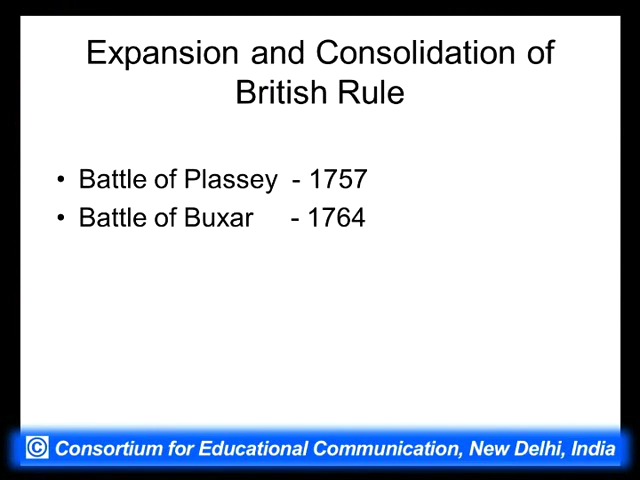 Expansion and Consolidation of
British Rule
• Battle of Plassey - 1757
• Battle of Buxar - 1764
© Consortium for Educational Communication, New Delhi, India